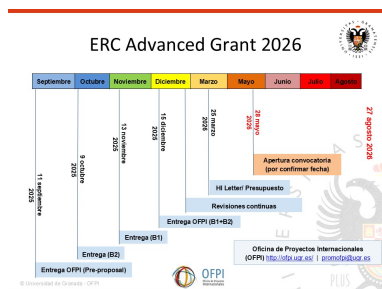 ERC Advanced Grant 2026
Septiembre Octubre Noviembre Diciembre Marzo Mayo Junio Julio Agosto
11 septiembre 2025
9 octubre 2025
13 noviembre 2025
15 diciembre 2025
25 marzo 2026
26 mayo 2026
27 agosto 2026
Apertura convocatoria
(por confirmar fecha)
HI Letter/ Presupuesto
Revisiones continuas
Entrega OFPI (B1+B2)
Entrega (B1)
Entrega (B2)
Entrega OFPI (Pre-proposal)
Oficina de Proyectos Internacionales
(OFPI) http://ofpi.ugr.es/ | promofpi@ugr.es
© Universidad de Granada - OFPI
OFPI
PLUS